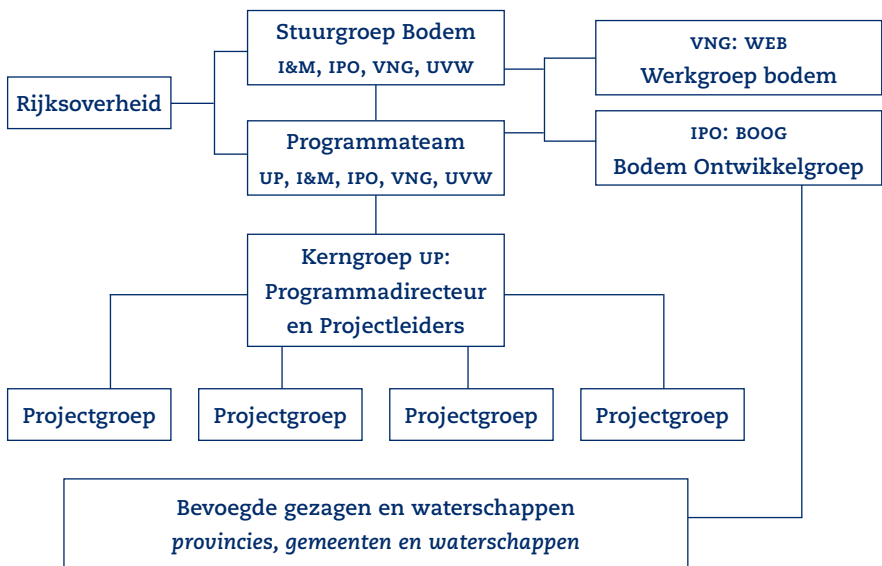 Stuurgroep Bodem
I&M, IPO, VNG, UVW
VNG: WEB
Werkgroep bodem
Rijksoverheid
Programmateam
UP, I&M, IPO, VNG, UVW
IPO: BOOG
Bodem Ontwikkelgroep
Kerngroep UP:
Programmadirecteur
en Projectleiders
Projectgroep
Projectgroep
Projectgroep
Projectgroep
Bevoegde gezagen en waterschappen
provincies, gemeenten en waterschappen